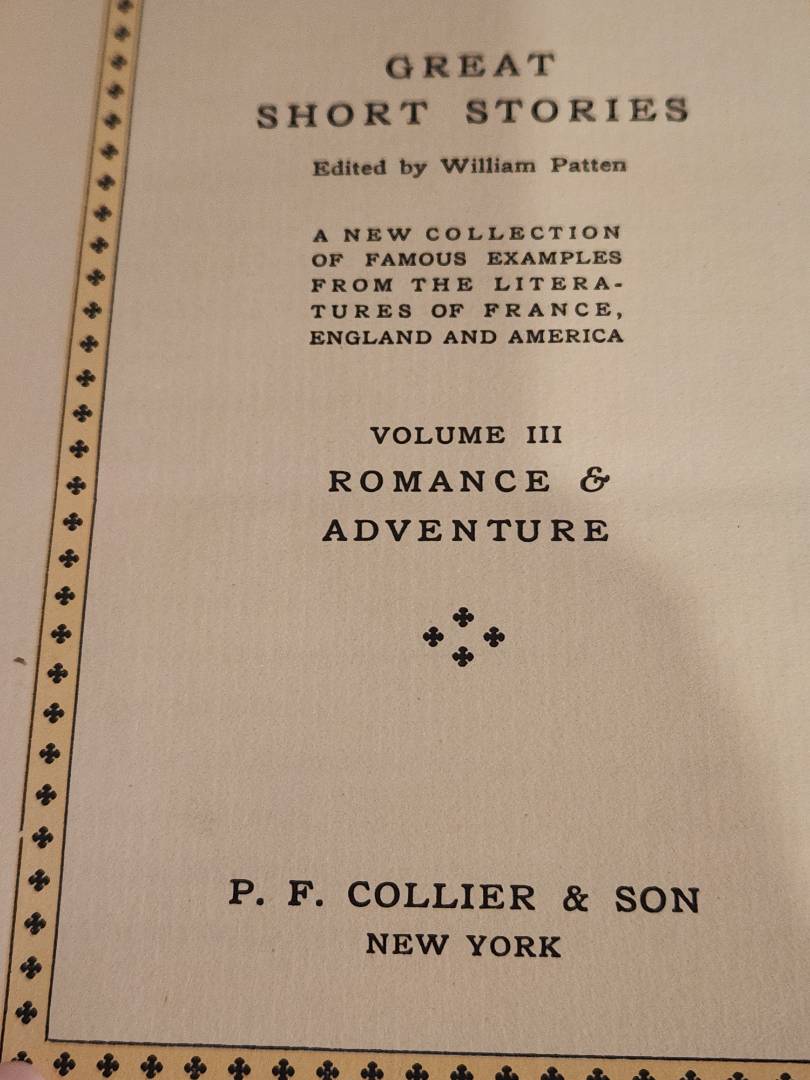 GREAT
SHORT STORIES
Edited by William Patten
A NEW COLLECTION
OF FAMOUS EXAMPLES
FROM THE LITERA-
TURES OF FRANCE,
ENGLAND AND AMERICA
VOLUME III
ROMANCE &
ADVENTURE
P. F. COLLIER & SON
NEW YORK